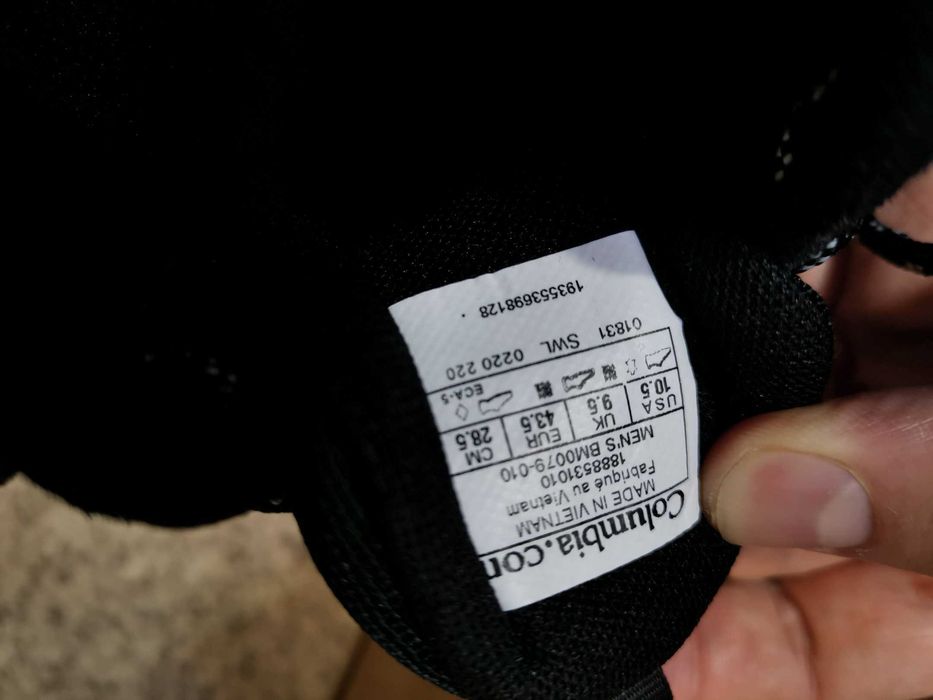 Columbia.com
MADE IN VIETNAM
Fabriqué au Vietnam
1888531010
MEN'S BM0079-010
USA UK EUR CM
10.5 9.5 43.5 28.5
ECA-5
01831 SWL 0220 220
193553698128